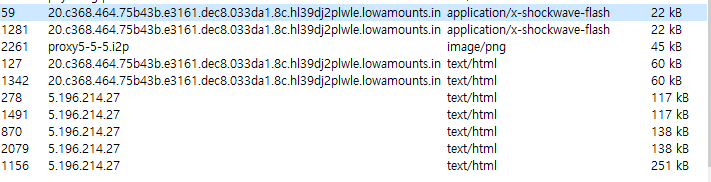 59 20.c368.464.75b43b.e3161.dec8.033da1.8c.hl39dj2plwle.lowamounts.in application/x-shockwave-flash 22 kB
1281 20.c368.464.75b43b.e3161.dec8.033da1.8c.hl39dj2plwle.lowamounts.in application/x-shockwave-flash 22 kB
2261 proxy5-5-5.i2p image/png 45 kB
127 20.c368.464.75b43b.e3161.dec8.033da1.8c.hl39dj2plwle.lowamounts.in text/html 60 kB
1342 20.c368.464.75b43b.e3161.dec8.033da1.8c.hl39dj2plwle.lowamounts.in text/html 60 kB
278 5.196.214.27 text/html 117 kB
1491 5.196.214.27 text/html 117 kB
870 5.196.214.27 text/html 138 kB
2079 5.196.214.27 text/html 138 kB
1156 5.196.214.27 text/html 251 kB